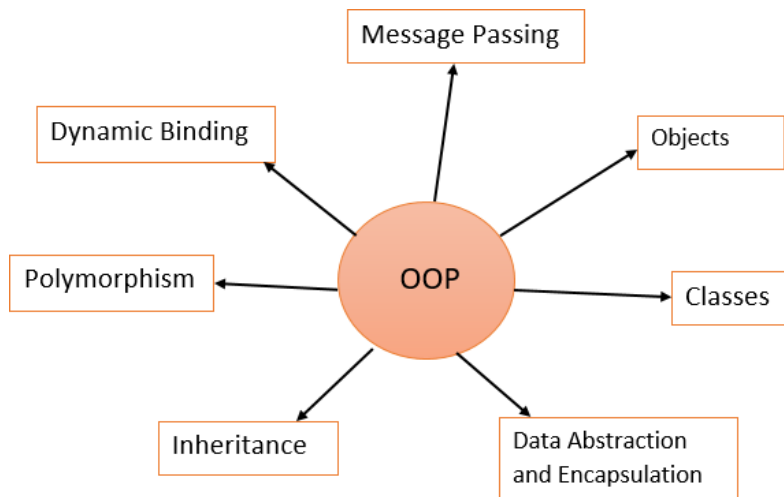 Message Passing
Dynamic Binding
Objects
OOP
Polymorphism
Classes
Inheritance
Data Abstraction
and Encapsulation